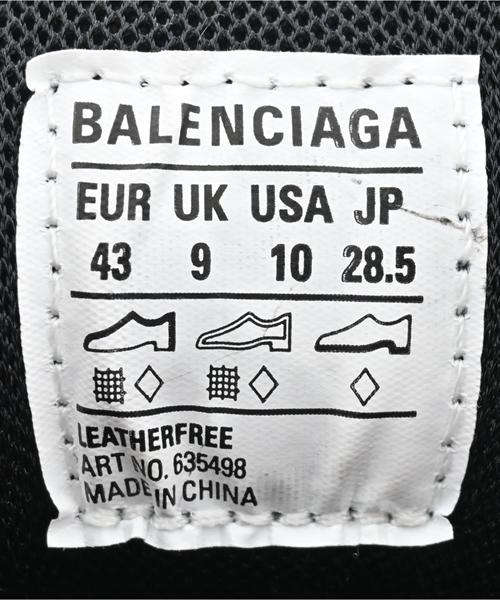 BALENCIAGA
EUR UK USA JP
43 9 10 28.5
LEATHERFREE
ART NO. 635498
MADE IN CHINA